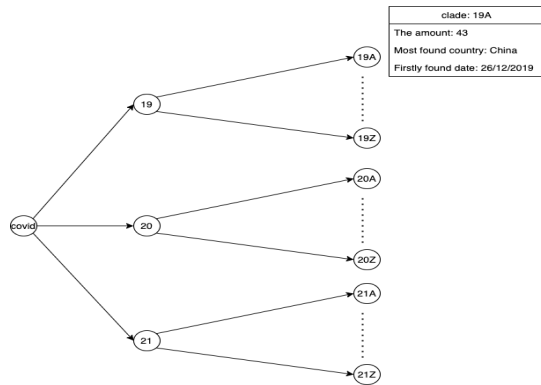 clade: 19A
The amount: 43
Most found country: China
Firstly found date: 26/12/2019
19A
19
19Z
20A
covid
20
20Z
21A
21
21Z